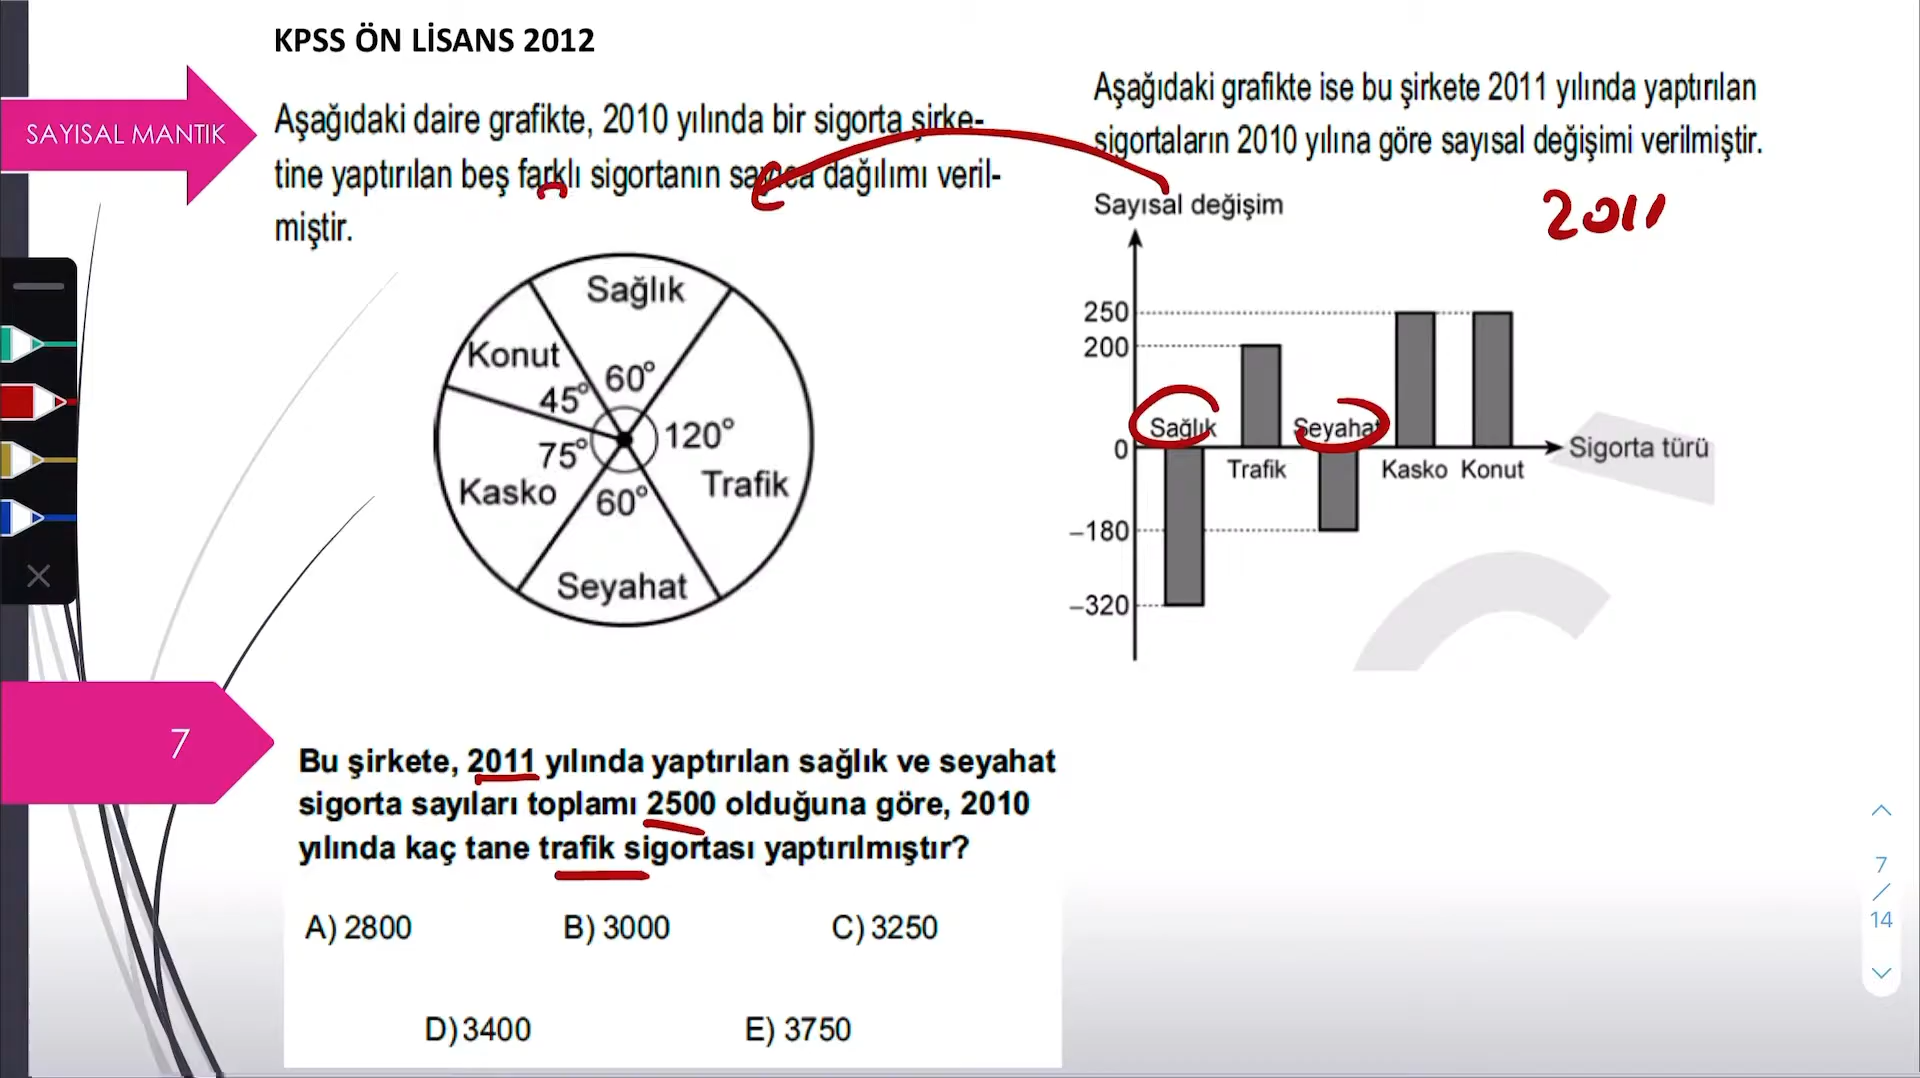 KPSS ÖN LİSANS 2012
SAYISAL MANTIK
Aşağıdaki daire grafikte, 2010 yılında bir sigorta şirke-
tine yaptırılan beş farklı sigortanın sayıca dağılımı veril-
miştir.
Sağlık
Konut
60°
45°
120°
75°
Trafik
Kasko
60°
Seyahat
Aşağıdaki grafikte ise bu şirkete 2011 yılında yaptırılan
sigortaların 2010 yılına göre sayısal değişimi verilmiştir.
Sayısal değişim
2011
250
200
Sağlık
Seyahat
0
Sigorta türü
Trafik
Kasko Konut
–180
–320
7
Bu şirkete, 2011 yılında yaptırılan sağlık ve seyahat
sigorta sayıları toplamı 2500 olduğuna göre, 2010
yılında kaç tane trafik sigortası yaptırılmıştır?
A) 2800 B) 3000 C) 3250
D) 3400 E) 3750
7
/
14